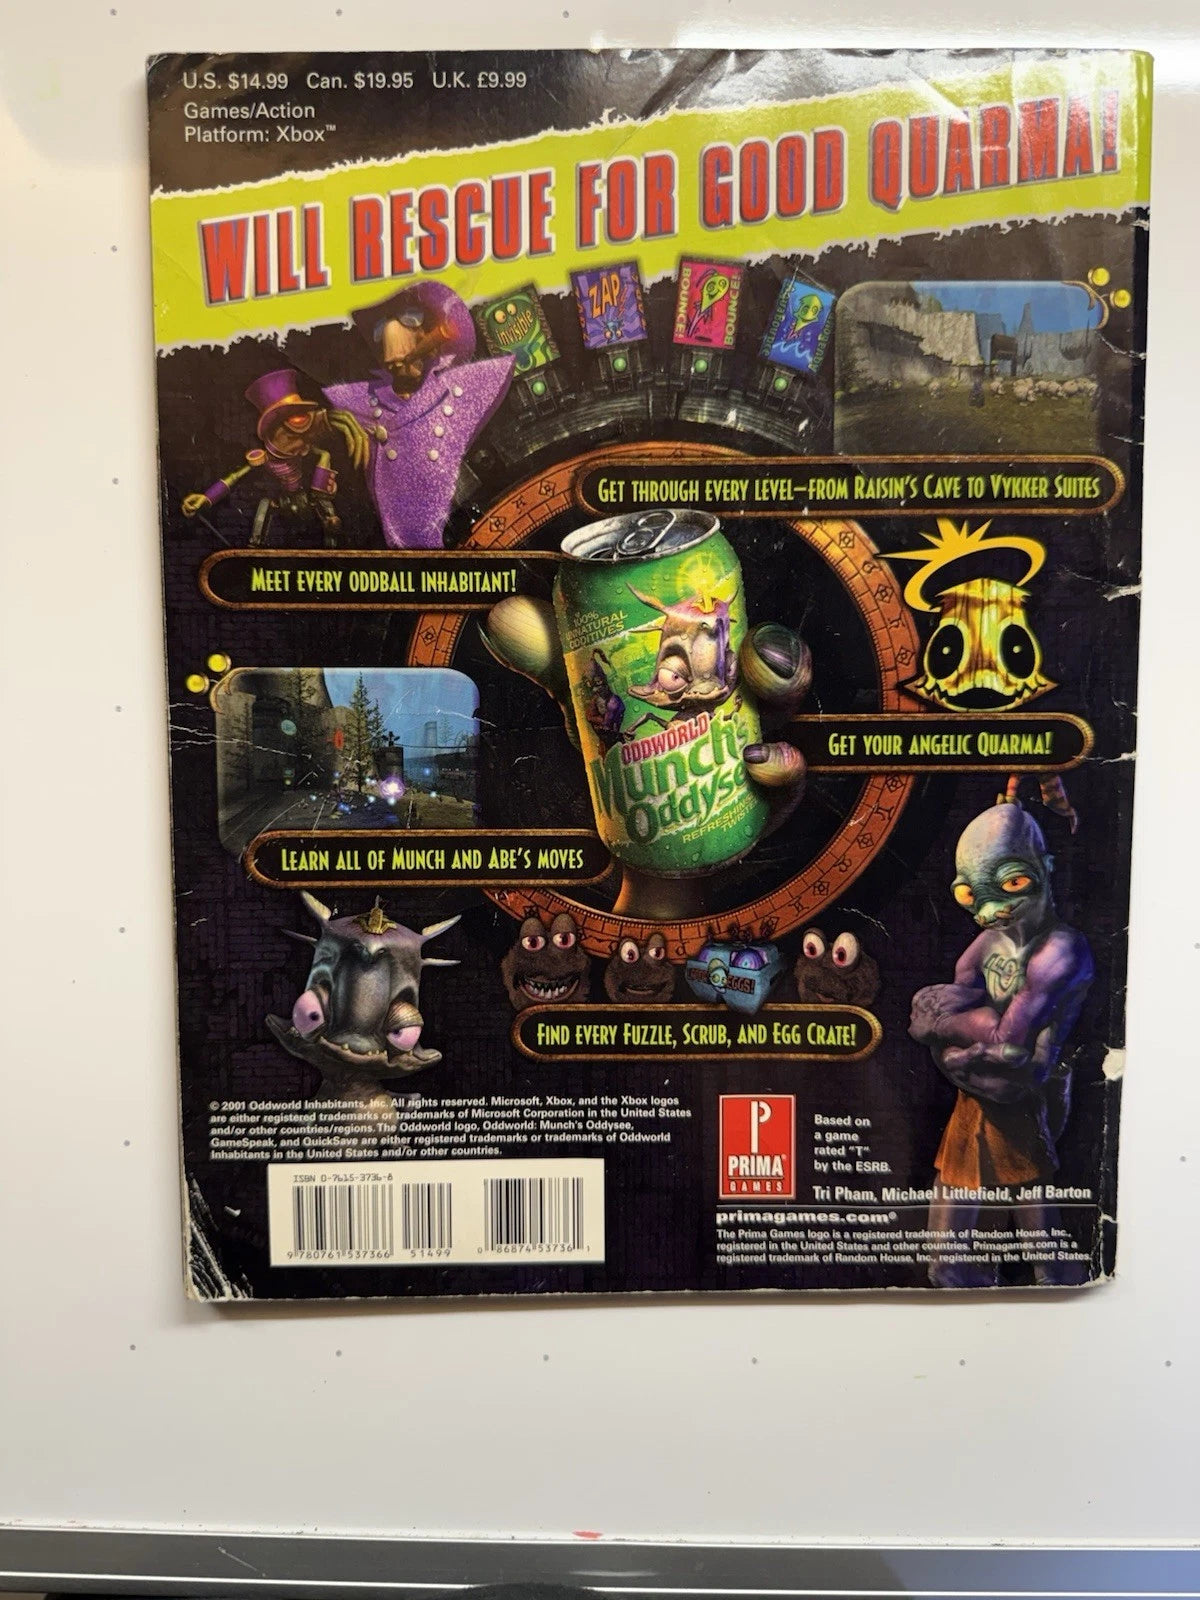 U.S. $14.99 Can. $19.95 U.K. £9.99
Games/Action
Platform: Xbox™
WILL RESCUE FOR GOOD QUARMA!
Invisible
ZAP
BOUNCE!
BOUNCE!
GET THROUGH EVERY LEVEL—FROM RAISIN'S CAVE TO VYKKER SUITES
MEET EVERY ODDBALL INHABITANT!
100%
UNNATURAL
ODDITIVES
ODDWORLD
Munch's
Oddyse
REFRESHING
TWIST
GET YOUR ANGELIC QUARMA!
LEARN ALL OF MUNCH AND ABE'S MOVES
EGGS!
FIND EVERY FUZZLE, SCRUB, AND EGG CRATE!
© 2001 Oddworld Inhabitants, Inc. All rights reserved. Microsoft, Xbox, and the Xbox logos
are either registered trademarks or trademarks of Microsoft Corporation in the United States
and/or other countries/regions. The Oddworld logo, Oddworld: Munch's Oddysee,
GameSpeak, and QuickSave are either registered trademarks or trademarks of Oddworld
Inhabitants in the United States and/or other countries.
ISBN 0-7615-3736-8
9 780761 537366 51499
0 86874 53736 1
P
PRIMA
GAMES
Based on
a game
rated "T"
by the ESRB.
Tri Pham, Michael Littlefield, Jeff Barton
primagames.com®
The Prima Games logo is a registered trademark of Random House, Inc.,
registered in the United States and other countries. Primagames.com is a
registered trademark of Random House, Inc., registered in the United States.